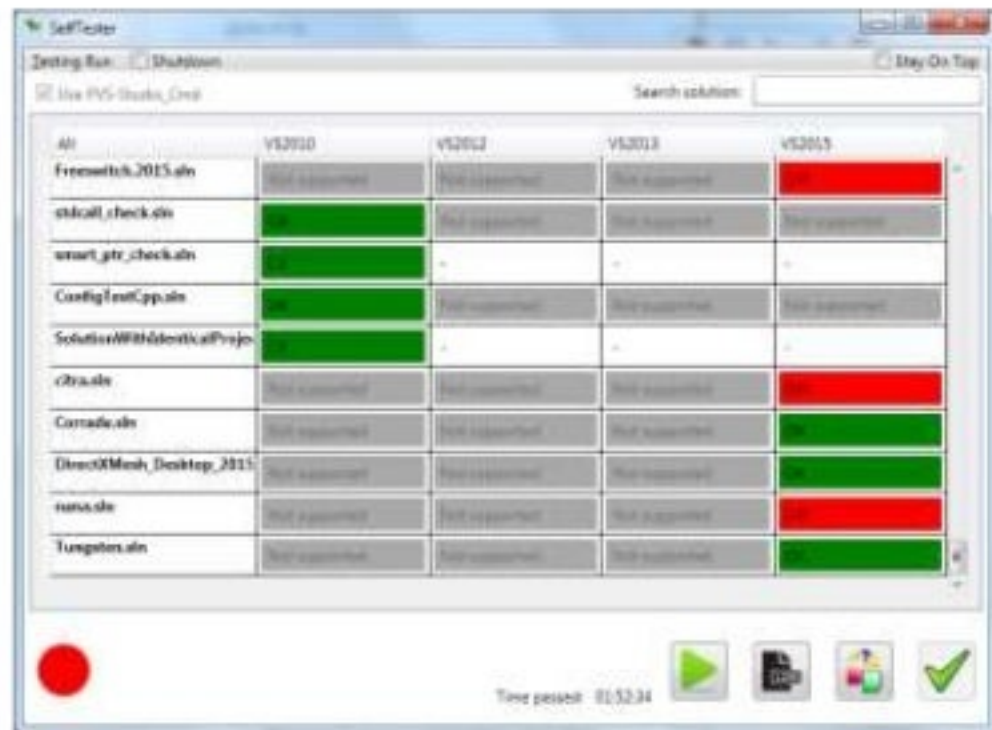 SelfTester
Testing Run Shutdown Stay On Top
Use PVS-Studio_Cmd Search solution:
All VS2010 VS2012 VS2013 VS2015
Freeswitch.2015.sln Not supported Not supported Not supported
stdcall_check.sln OK Not supported Not supported Not supported
smart_ptr_check.sln OK - - -
ConfigTestCpp.sln OK Not supported Not supported Not supported
SolutionWithIdenticalProje OK - - -
citra.sln Not supported Not supported Not supported
Corrade.sln Not supported Not supported Not supported OK
DirectXMesh_Desktop_2015 Not supported Not supported Not supported OK
nana.sln Not supported Not supported Not supported
Tungsten.sln Not supported Not supported Not supported OK
Time passed: 01:52:34